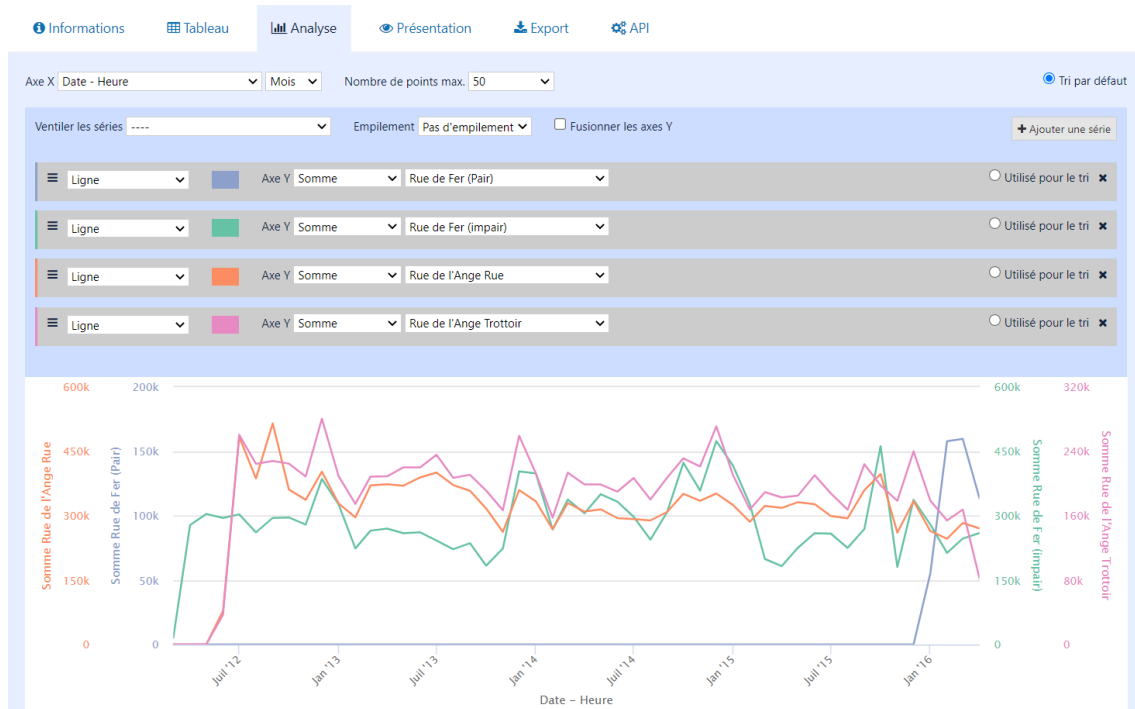 Informations Tableau Analyse Présentation Export API
Axe X Date - Heure Mois Nombre de points max. 50 Tri par défaut
Ventiler les séries ---- Empilement Pas d'empilement Fusionner les axes Y Ajouter une série
Ligne Axe Y Somme Rue de Fer (Pair) Utilisé pour le tri
Ligne Axe Y Somme Rue de Fer (impair) Utilisé pour le tri
Ligne Axe Y Somme Rue de l'Ange Rue Utilisé pour le tri
Ligne Axe Y Somme Rue de l'Ange Trottoir Utilisé pour le tri
600k 200k 600k 320k
450k 150k 450k 240k
300k 100k 300k 160k
150k 50k 150k 80k
0 0 0 0
Somme Rue de l'Ange Rue
Somme Rue de Fer (Pair)
Somme Rue de Fer (impair)
Somme Rue de l'Ange Trottoir
Juil '12 Jan '13 Juil '13 Jan '14 Juil '14 Jan '15 Juil '15 Jan '16
Date – Heure